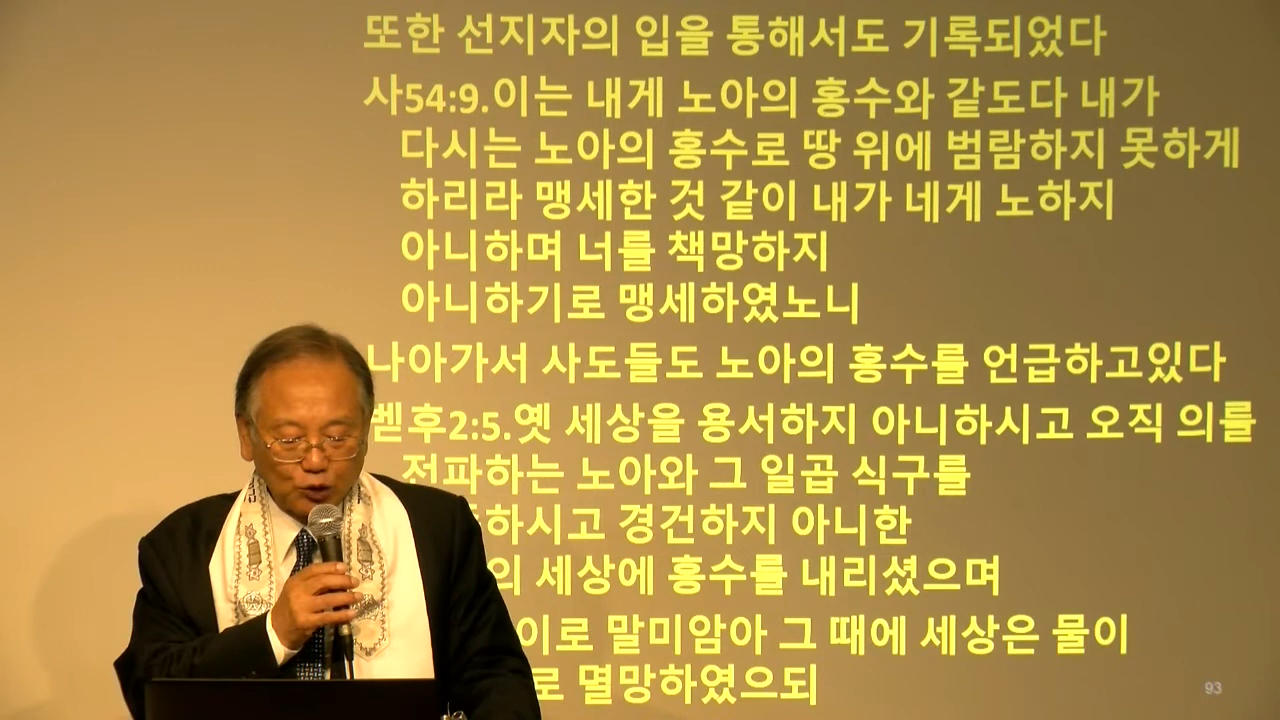 또한 선지자의 입을 통해서도 기록되었다
사54:9.이는 내게 노아의 홍수와 같도다 내가
다시는 노아의 홍수로 땅 위에 범람하지 못하게
하리라 맹세한 것 같이 내가 네게 노하지
아니하며 너를 책망하지
아니하기로 맹세하였노니
나아가서 사도들도 노아의 홍수를 언급하고있다
벧후2:5.옛 세상을 용서하지 아니하시고 오직 의를
전파하는 노아와 그 일곱 식구를
하시고 경건하지 아니한
의 세상에 홍수를 내리셨으며
이로 말미암아 그 때에 세상은 물이
로 멸망하였으되
93